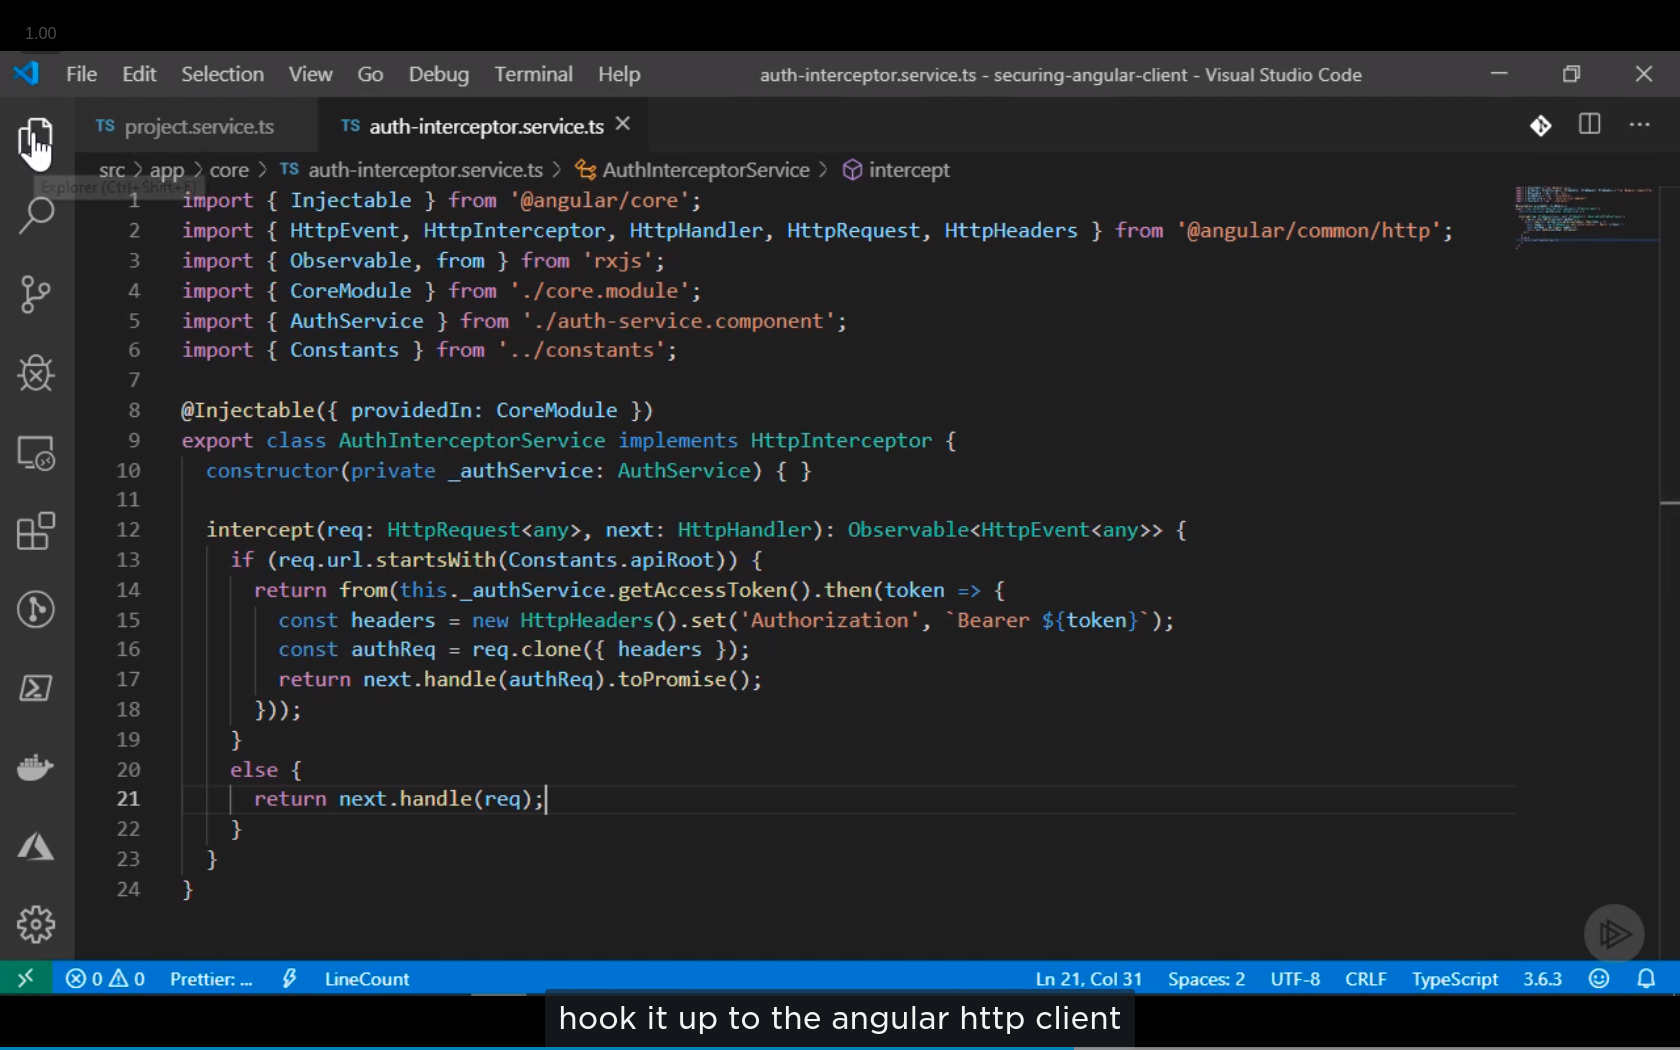 1.00
File Edit Selection View Go Debug Terminal Help auth-interceptor.service.ts - securing-angular-client - Visual Studio Code
TS project.service.ts TS auth-interceptor.service.ts
src > app > core > TS auth-interceptor.service.ts > AuthInterceptorService > intercept
Explorer (Ctrl+Shift+E)
1 import { Injectable } from '@angular/core';
2 import { HttpEvent, HttpInterceptor, HttpHandler, HttpRequest, HttpHeaders } from '@angular/common/http';
3 import { Observable, from } from 'rxjs';
4 import { CoreModule } from './core.module';
5 import { AuthService } from './auth-service.component';
6 import { Constants } from '../constants';
7
8 @Injectable({ providedIn: CoreModule })
9 export class AuthInterceptorService implements HttpInterceptor {
10 constructor(private _authService: AuthService) { }
11
12 intercept(req: HttpRequest<any>, next: HttpHandler): Observable<HttpEvent<any>> {
13 if (req.url.startsWith(Constants.apiRoot)) {
14 return from(this._authService.getAccessToken().then(token => {
15 const headers = new HttpHeaders().set('Authorization', `Bearer ${token}`);
16 const authReq = req.clone({ headers });
17 return next.handle(authReq).toPromise();
18 }));
19 }
20 else {
21 return next.handle(req);
22 }
23 }
24 }
0 0 Prettier: ... LineCount Ln 21, Col 31 Spaces: 2 UTF-8 CRLF TypeScript 3.6.3
hook it up to the angular http client